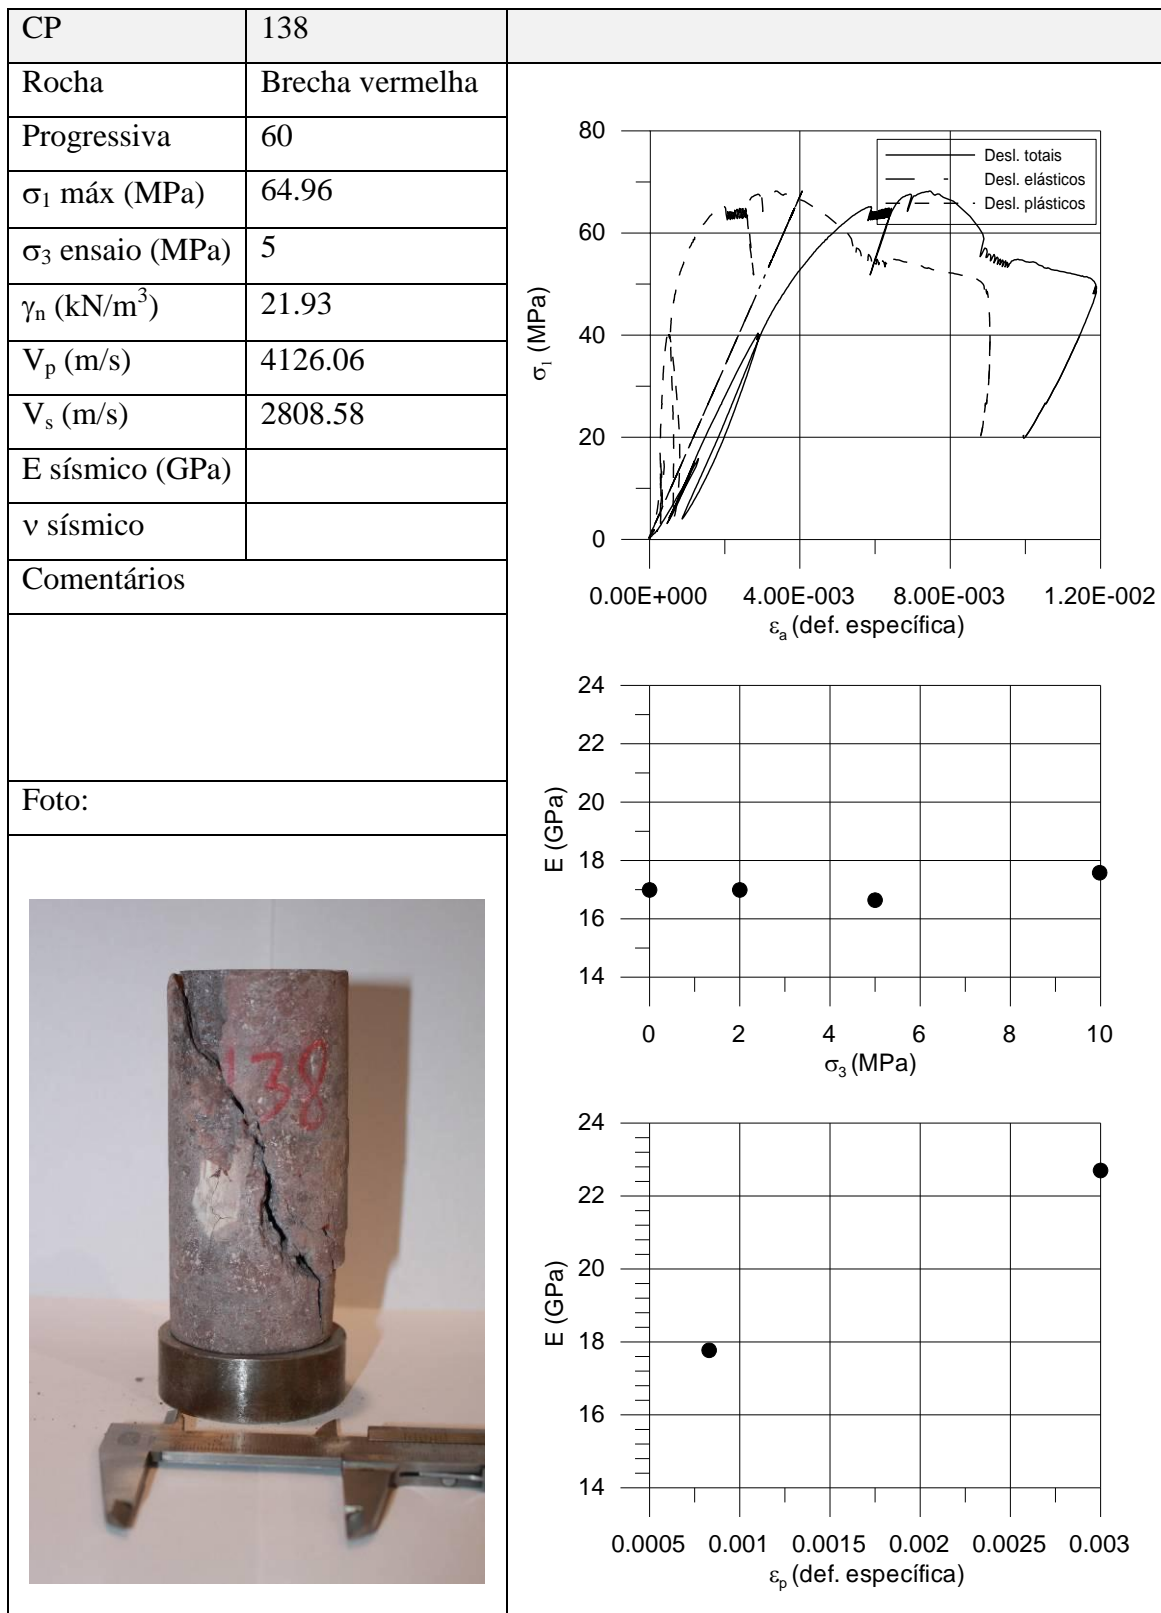 CP 138
Rocha Brecha vermelha
Progressiva 60
σ1 máx (MPa) 64.96
σ3 ensaio (MPa) 5
γn (kN/m3) 21.93
Vp (m/s) 4126.06
Vs (m/s) 2808.58
E sísmico (GPa)
ν sísmico
Comentários
Foto:
138
80
60
40
20
0
σ1 (MPa)
Desl. totais
Desl. elásticos
Desl. plásticos
0.00E+000 4.00E-003 8.00E-003 1.20E-002
εa (def. específica)
24
22
20
18
16
14
E (GPa)
0 2 4 6 8 10
σ3 (MPa)
24
22
20
18
16
14
E (GPa)
0.0005 0.001 0.0015 0.002 0.0025 0.003
εp (def. específica)